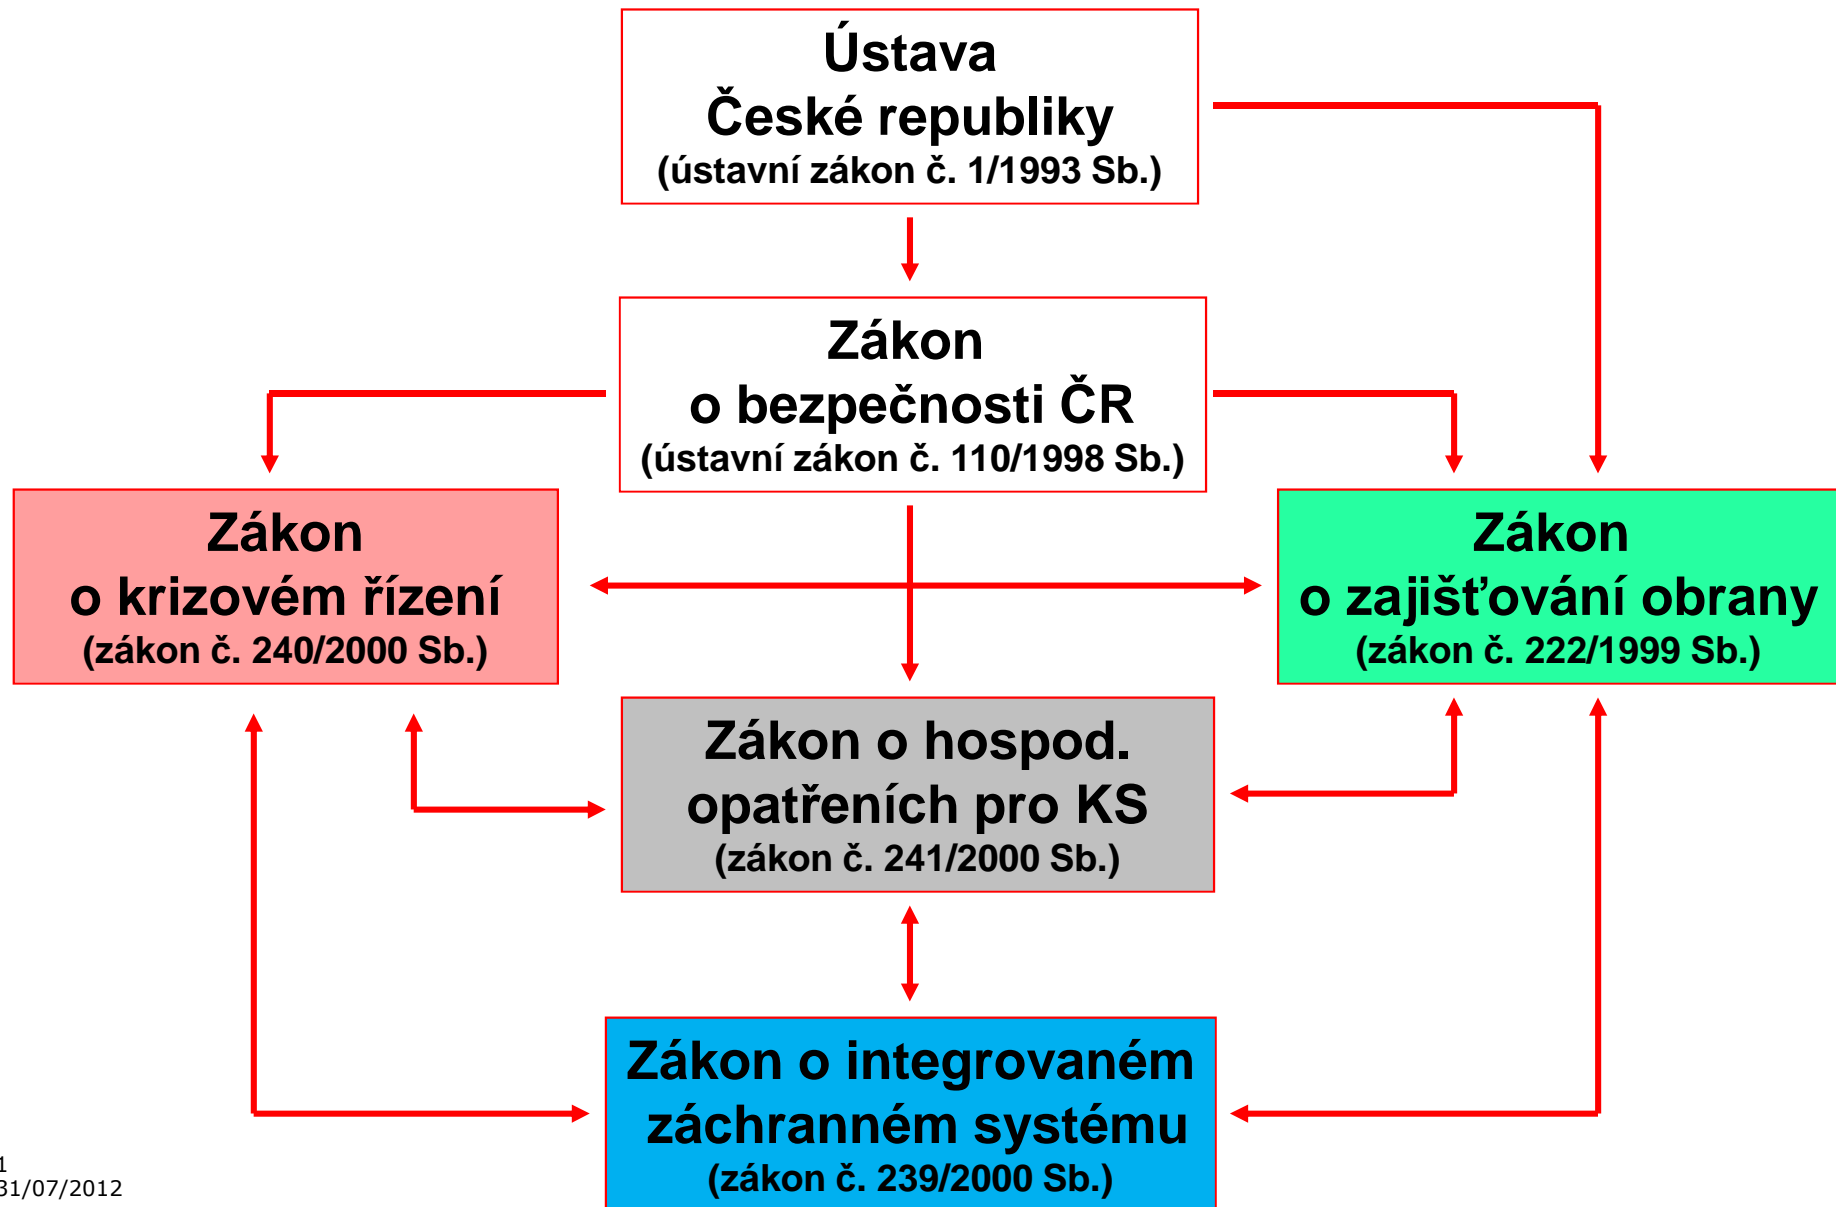 Ústava
České republiky
(ústavní zákon č. 1/1993 Sb.)
Zákon
o bezpečnosti ČR
(ústavní zákon č. 110/1998 Sb.)
Zákon
o krizovém řízení
(zákon č. 240/2000 Sb.)
Zákon
o zajišťování obrany
(zákon č. 222/1999 Sb.)
Zákon o hospod.
opatřeních pro KS
(zákon č. 241/2000 Sb.)
Zákon o integrovaném
záchranném systému
(zákon č. 239/2000 Sb.)
1
31/07/2012